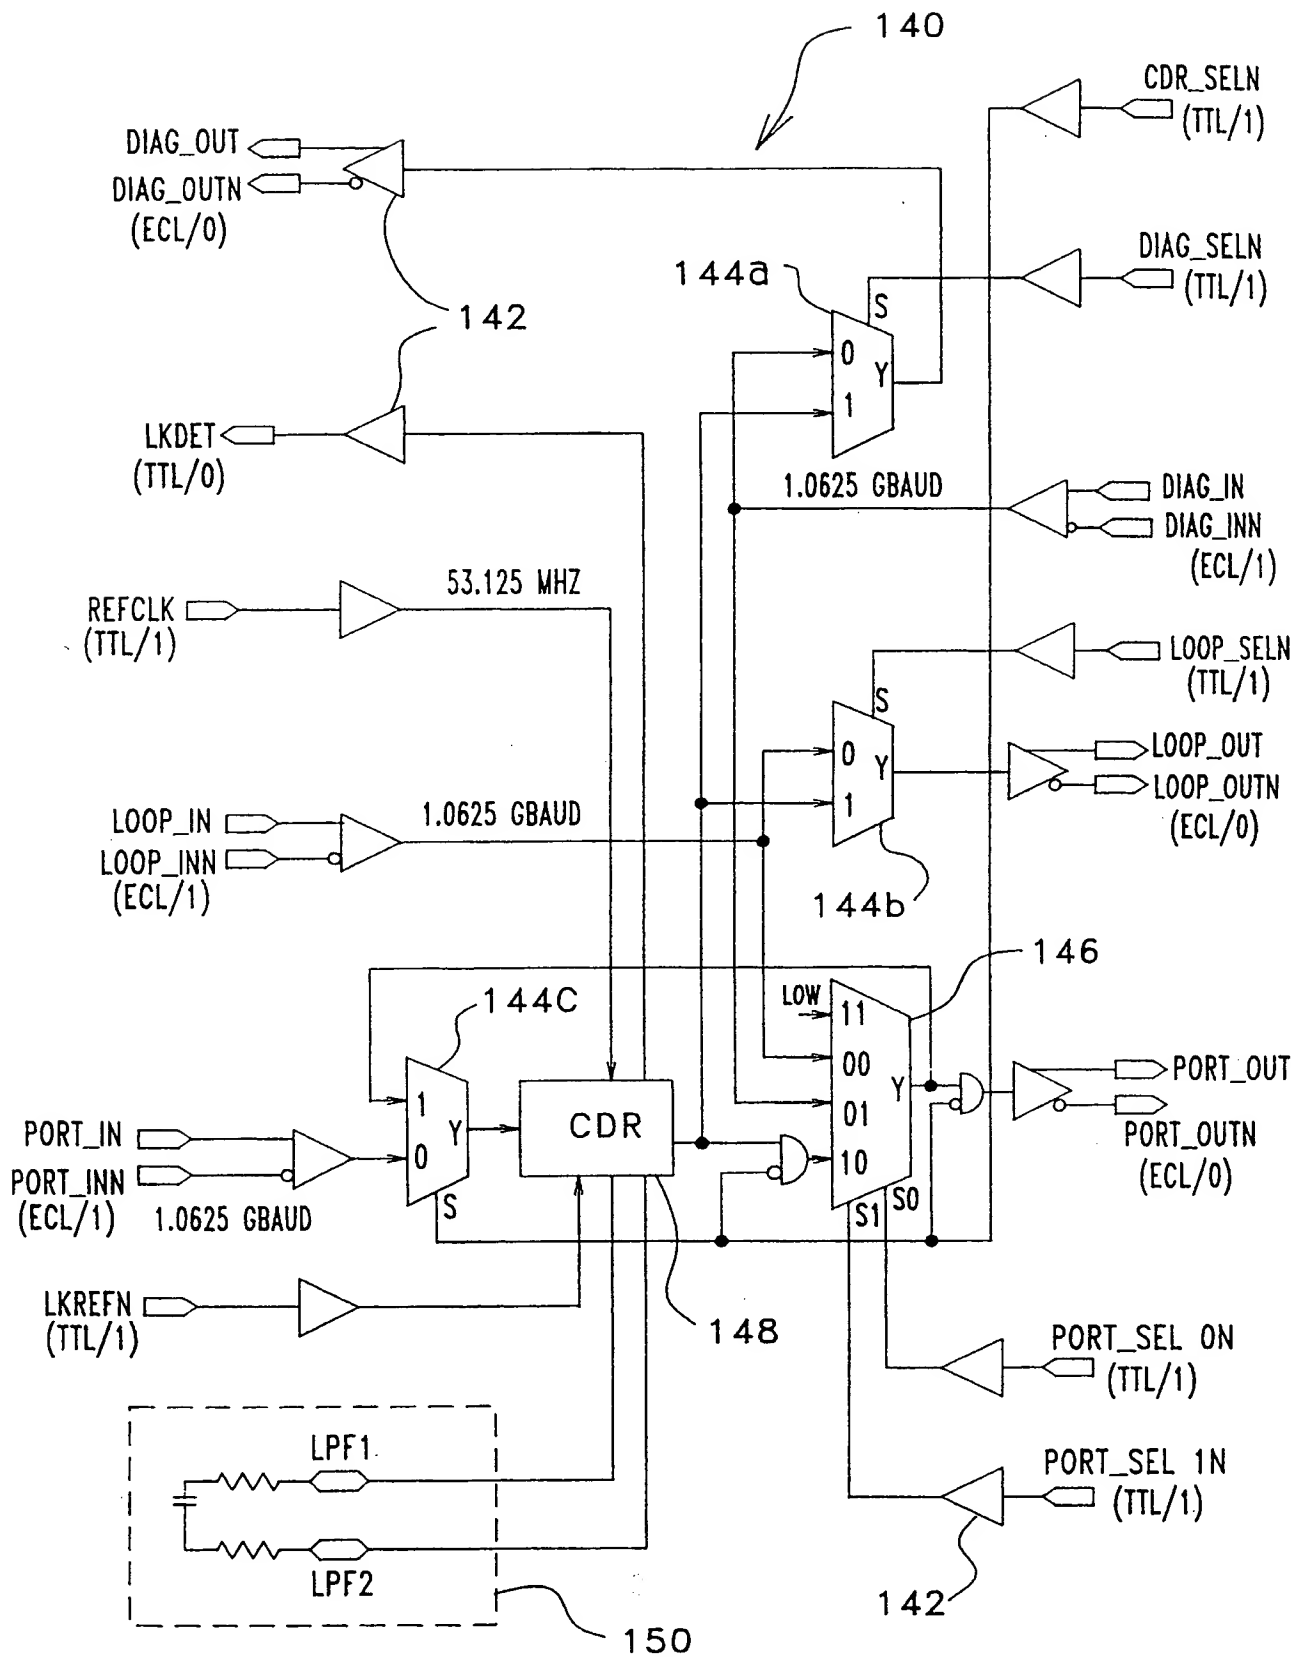 140
CDR_SELN
(TTL/1)
DIAG_OUT
DIAG_OUTN
(ECL/0)
DIAG_SELN
(TTL/1)
144a
S
0
Y
1
142
LKDET
(TTL/0)
1.0625 GBAUD
DIAG_IN
DIAG_INN
(ECL/1)
53.125 MHZ
REFCLK
(TTL/1)
LOOP_SELN
(TTL/1)
S
0
Y
1
LOOP_OUT
LOOP_OUTN
(ECL/0)
LOOP_IN
LOOP_INN
(ECL/1)
1.0625 GBAUD
144b
146
144C
LOW
11
00
Y
01
10
S1
S0
1
Y
0
S
CDR
PORT_OUT
PORT_OUTN
(ECL/0)
PORT_IN
PORT_INN
(ECL/1)
1.0625 GBAUD
LKREFN
(TTL/1)
148
PORT_SEL 0N
(TTL/1)
LPF1
PORT_SEL 1N
(TTL/1)
LPF2
142
150